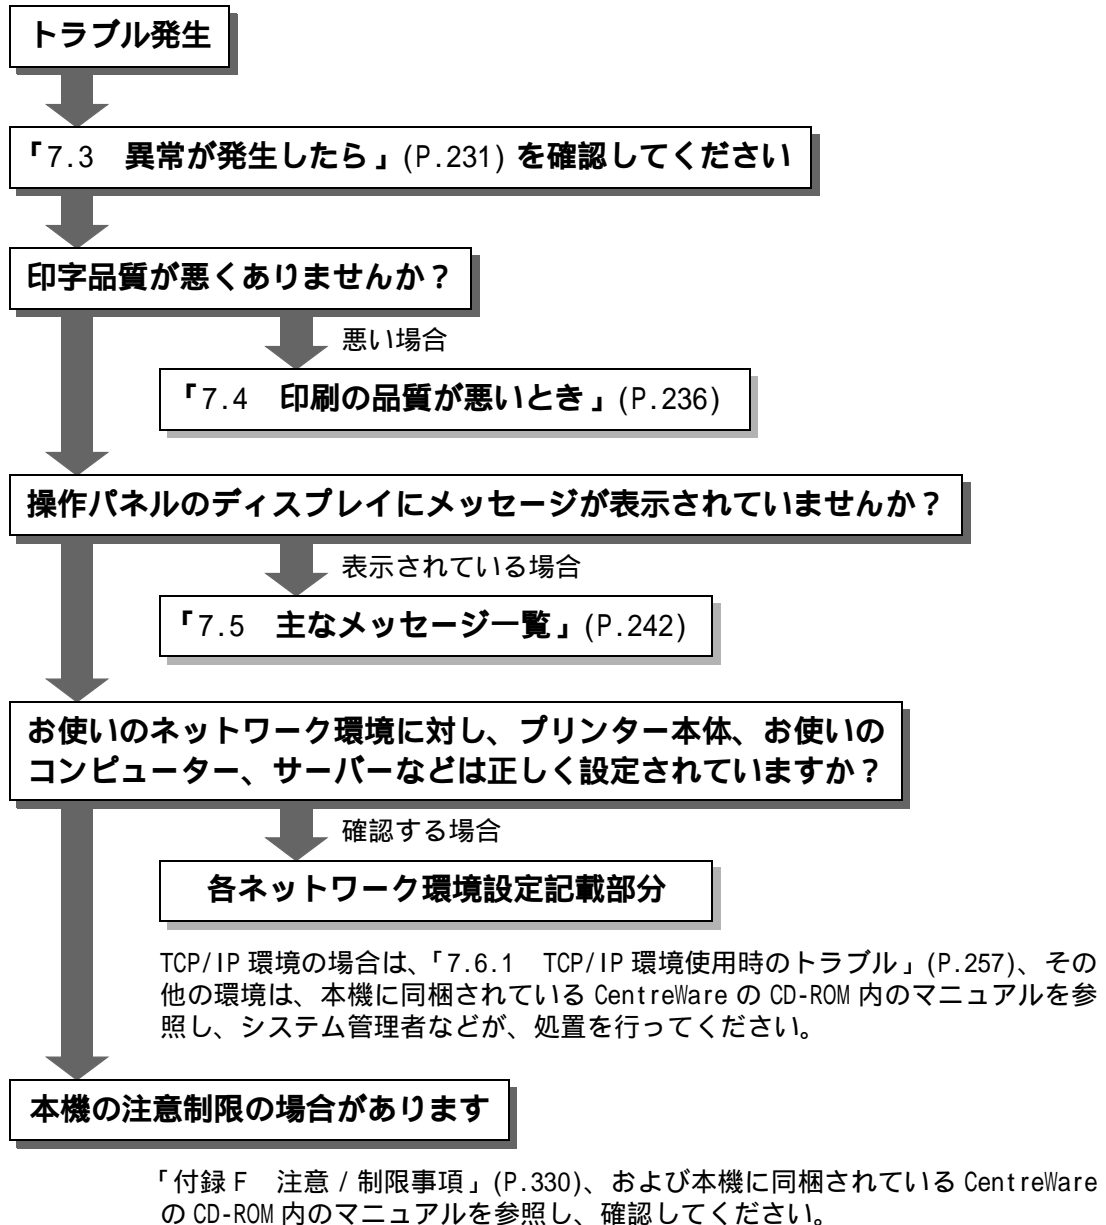 トラブル発生
「7.3　異常が発生したら」(P.231) を確認してください
印字品質が悪くありませんか？
悪い場合
「7.4　印刷の品質が悪いとき」(P.236)
操作パネルのディスプレイにメッセージが表示されていませんか？
表示されている場合
「7.5　主なメッセージ一覧」(P.242)
お使いのネットワーク環境に対し、プリンター本体、お使いの
コンピューター、サーバーなどは正しく設定されていますか？
確認する場合
各ネットワーク環境設定記載部分
TCP/IP 環境の場合は、「7.6.1　TCP/IP 環境使用時のトラブル」(P.257)、その
他の環境は、本機に同梱されている CentreWare の CD-ROM 内のマニュアルを参
照し、システム管理者などが、処置を行ってください。
本機の注意制限の場合があります
「付録 F　注意 / 制限事項」(P.330)、および本機に同梱されている CentreWare
の CD-ROM 内のマニュアルを参照し、確認してください。